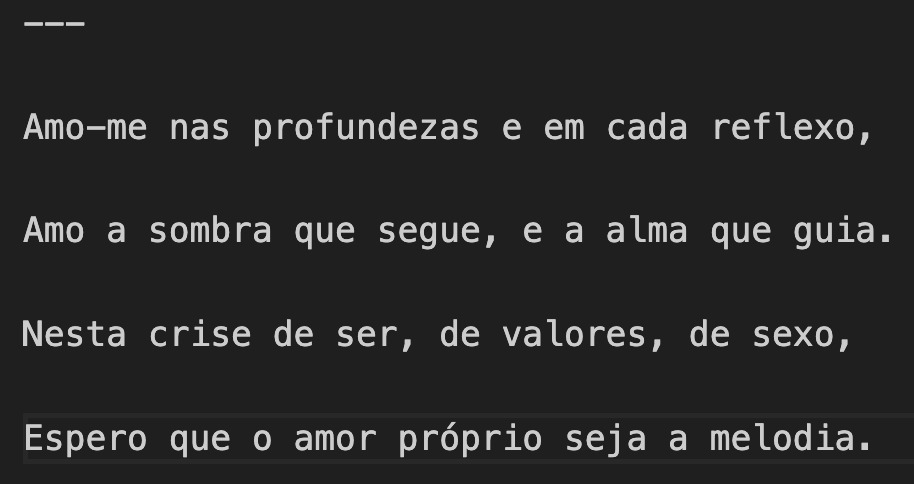 ---
Amo-me nas profundezas e em cada reflexo,
Amo a sombra que segue, e a alma que guia.
Nesta crise de ser, de valores, de sexo,
Espero que o amor próprio seja a melodia.